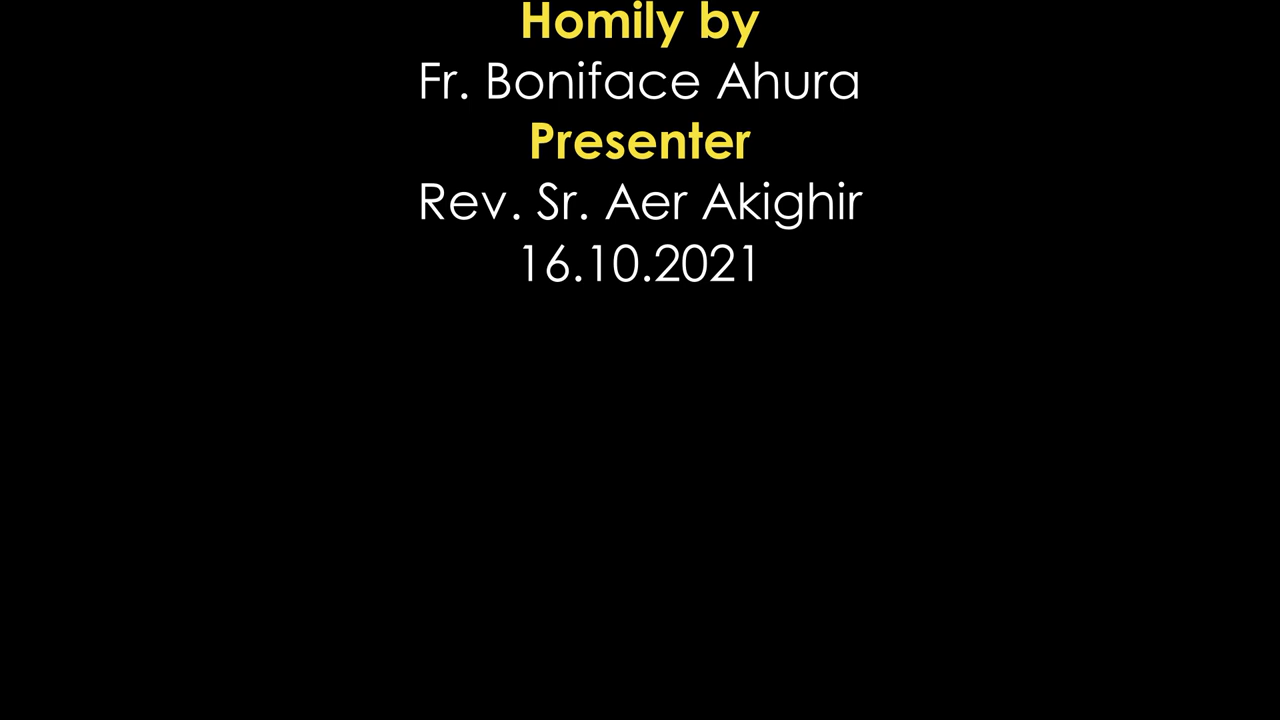 Homily by
Fr. Boniface Ahura
Presenter
Rev. Sr. Aer Akighir
16.10.2021